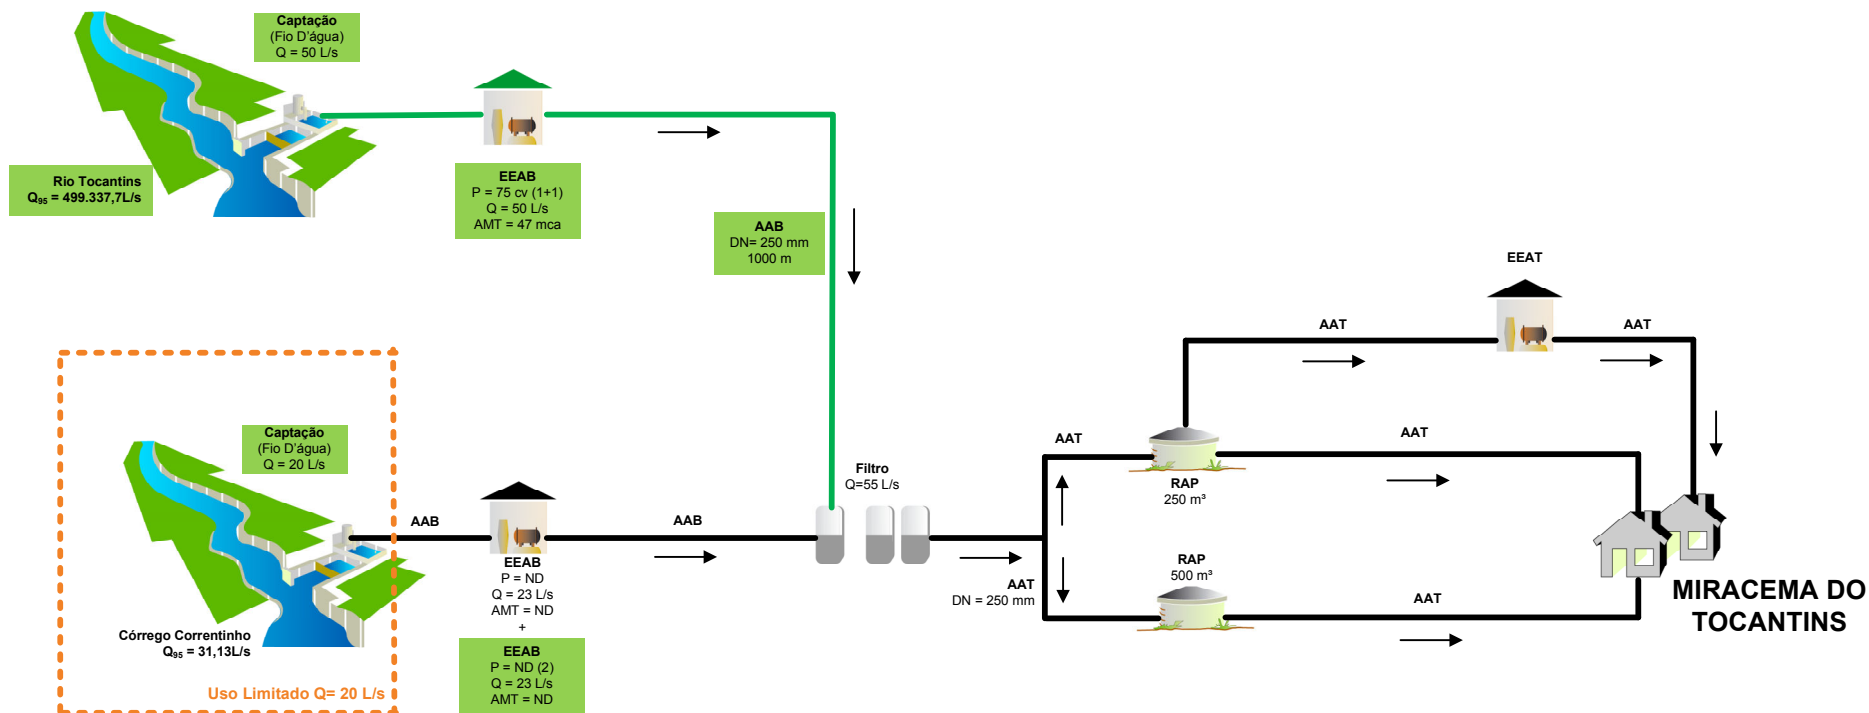 Captação
(Fio D'água)
Q = 50 L/s
Rio Tocantins
Q₉₅ = 499.337,7L/s
EEAB
P = 75 cv (1+1)
Q = 50 L/s
AMT = 47 mca
AAB
DN= 250 mm
1000 m
EEAT
AAT
AAT
Captação
(Fio D'água)
Q = 20 L/s
Córrego Correntinho
Q₉₅ = 31,13L/s
Uso Limitado Q= 20 L/s
AAB
EEAB
P = ND
Q = 23 L/s
AMT = ND
+
EEAB
P = ND (2)
Q = 23 L/s
AMT = ND
AAB
Filtro
Q=55 L/s
AAT
DN = 250 mm
AAT
RAP
250 m³
AAT
RAP
500 m³
AAT
MIRACEMA DO
TOCANTINS